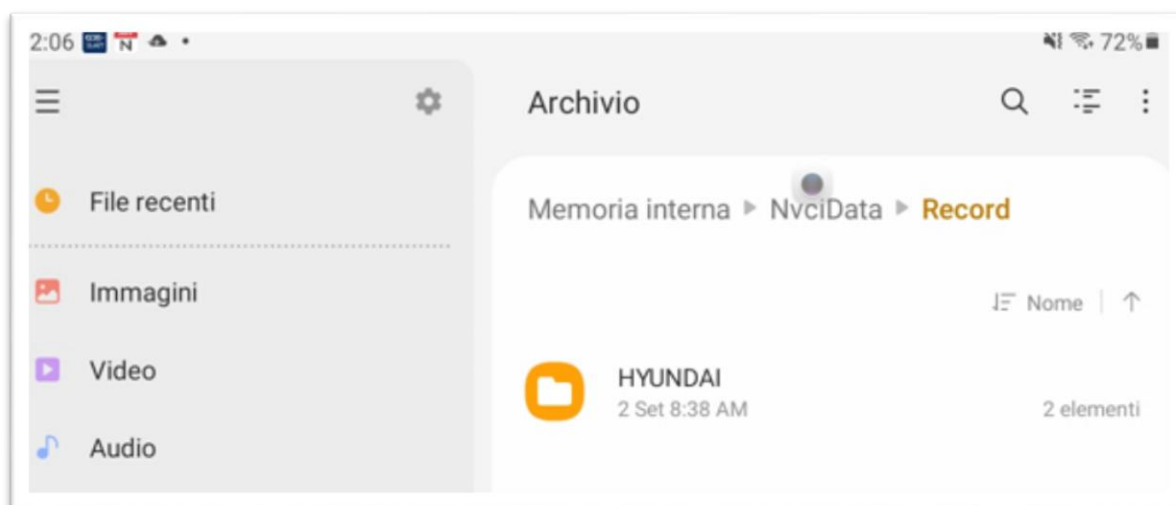 2:06 N 72%
Archivio
File recenti
Memoria interna NvciData Record
Immagini
Nome
Video
HYUNDAI
2 Set 8:38 AM
2 elementi
Audio